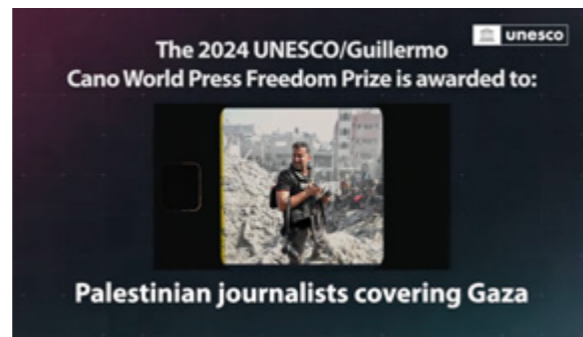 unesco
The 2024 UNESCO/Guillermo
Cano World Press Freedom Prize is awarded to:
Palestinian journalists covering Gaza